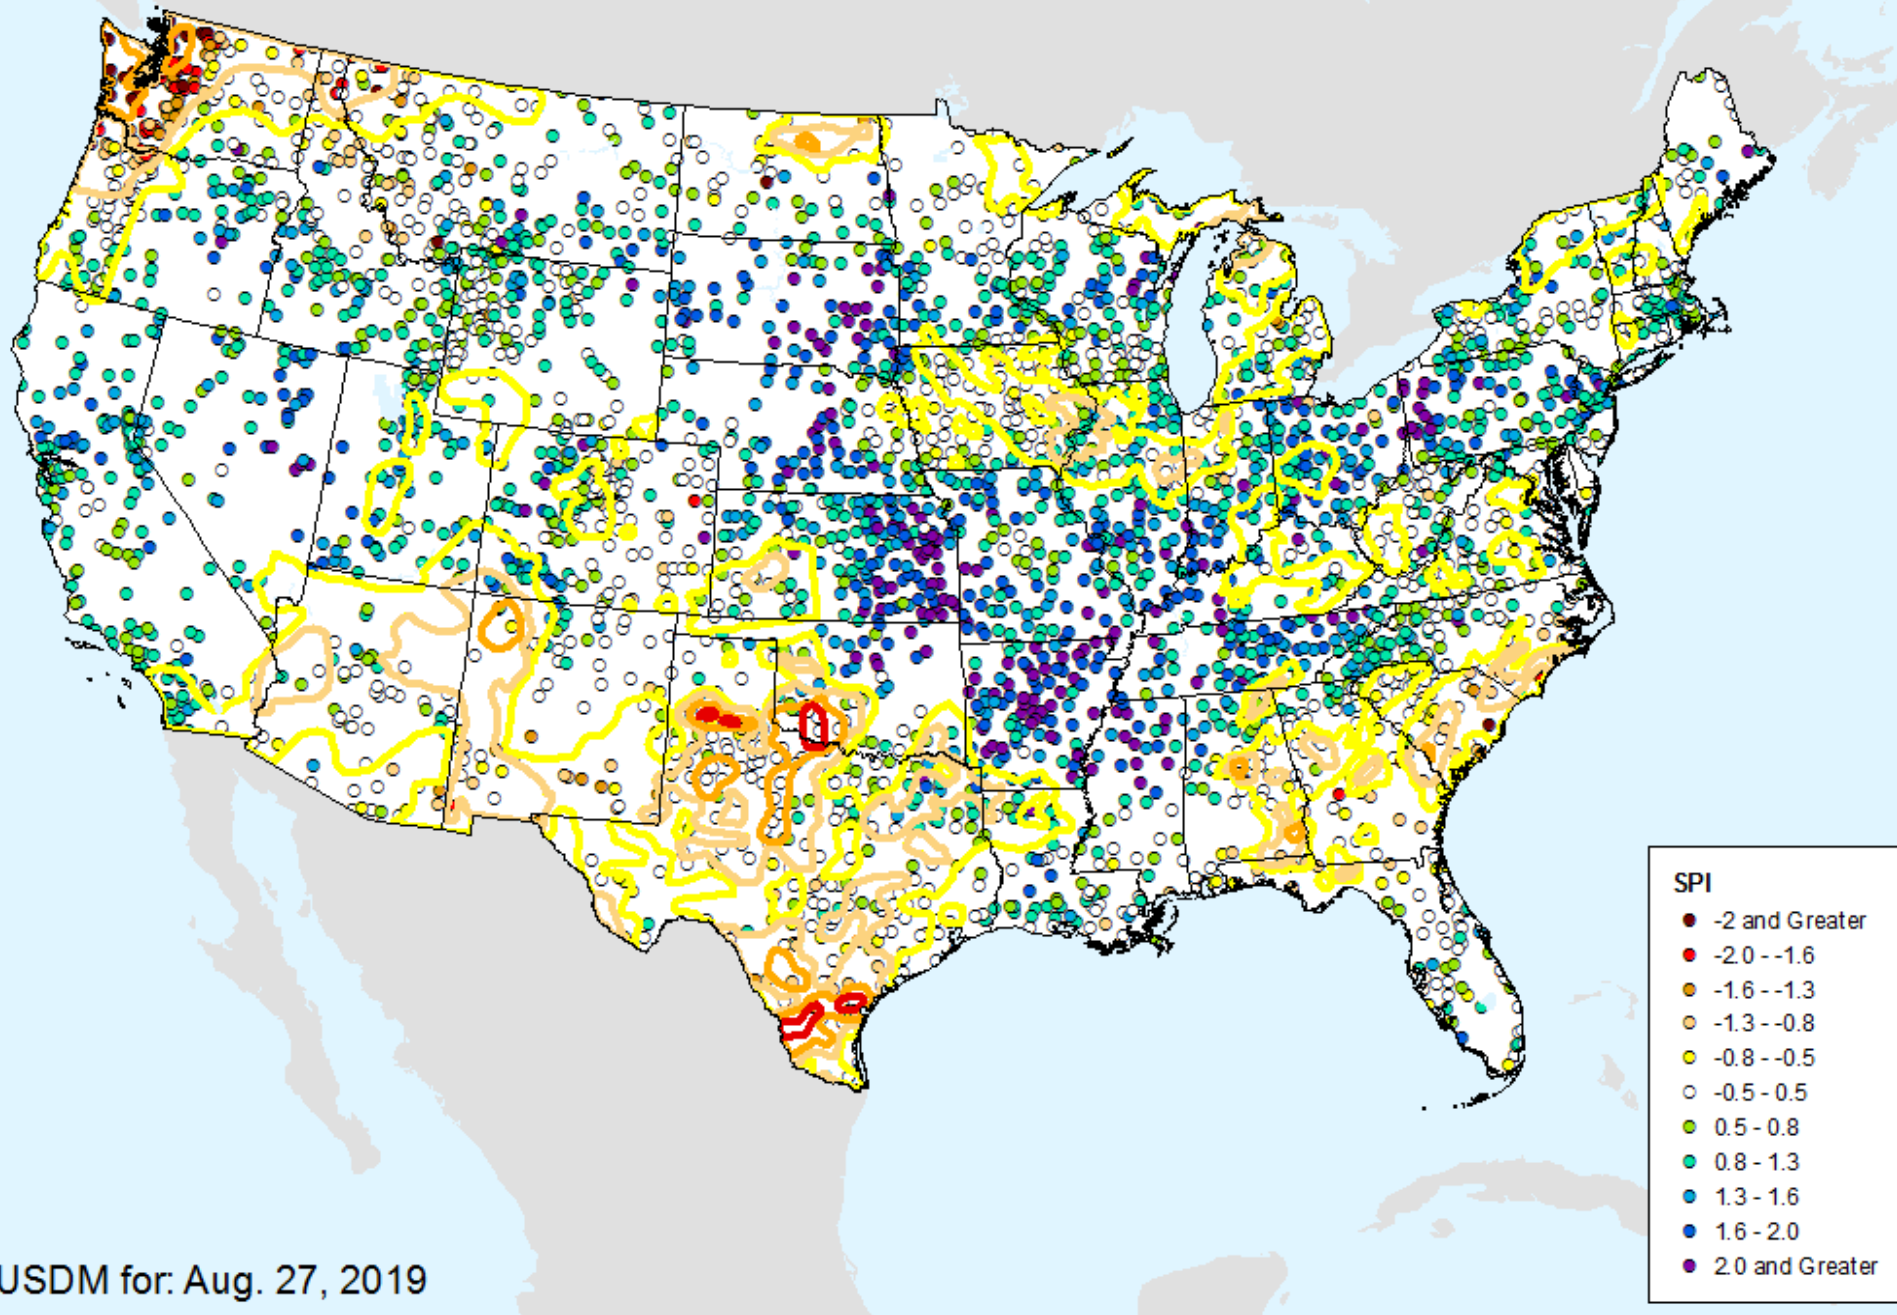 SPI
-2 and Greater
-2.0 - -1.6
-1.6 - -1.3
-1.3 - -0.8
-0.8 - -0.5
-0.5 - 0.5
0.5 - 0.8
0.8 - 1.3
1.3 - 1.6
1.6 - 2.0
2.0 and Greater
USDM for: Aug. 27, 2019